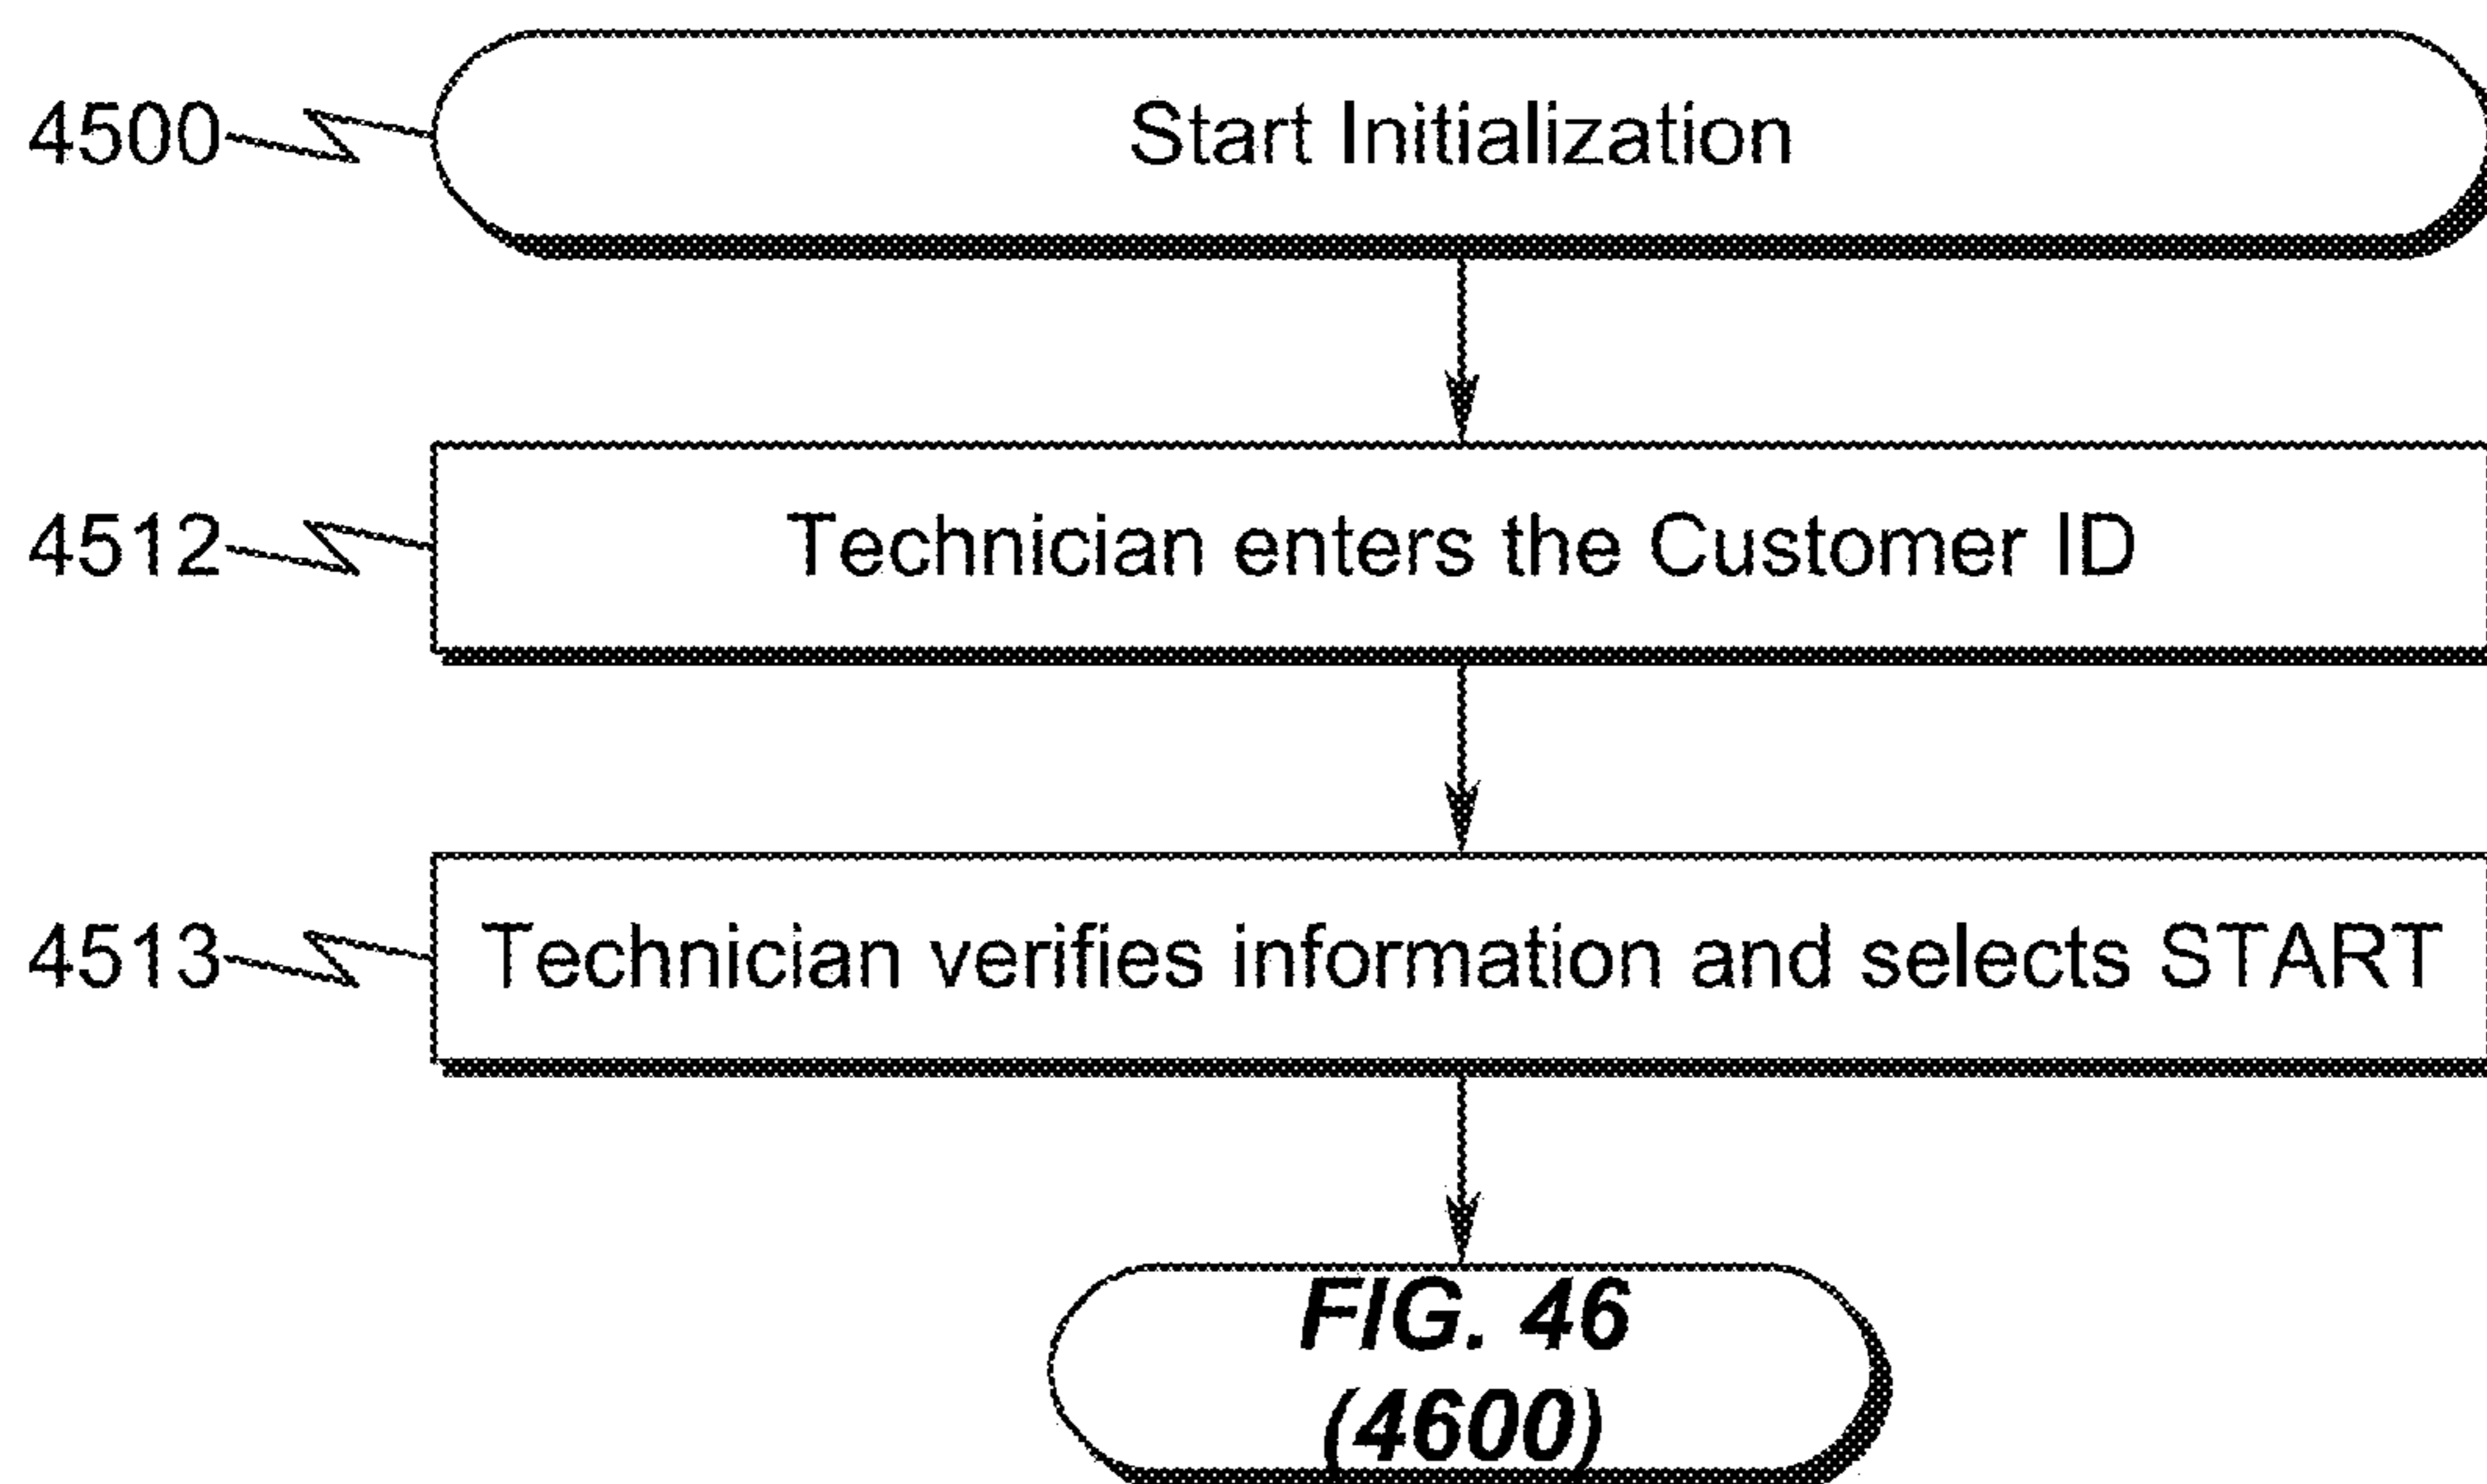 4500 Start Initialization
4512 Technician enters the Customer ID
4513 Technician verifies information and selects START
FIG. 46
(4600)